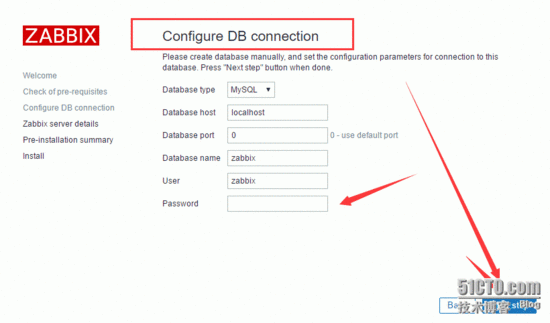 ZABBIX
Configure DB connection
Please create database manually, and set the configuration parameters for connection to this
database. Press "Next step" button when done.
Welcome
Check of pre-requisites
Configure DB connection
Zabbix server details
Pre-installation summary
Install
Database type MySQL
Database host localhost
Database port 0 0 - use default port
Database name zabbix
User zabbix
Password
51CTO.com
技术博客 Blog